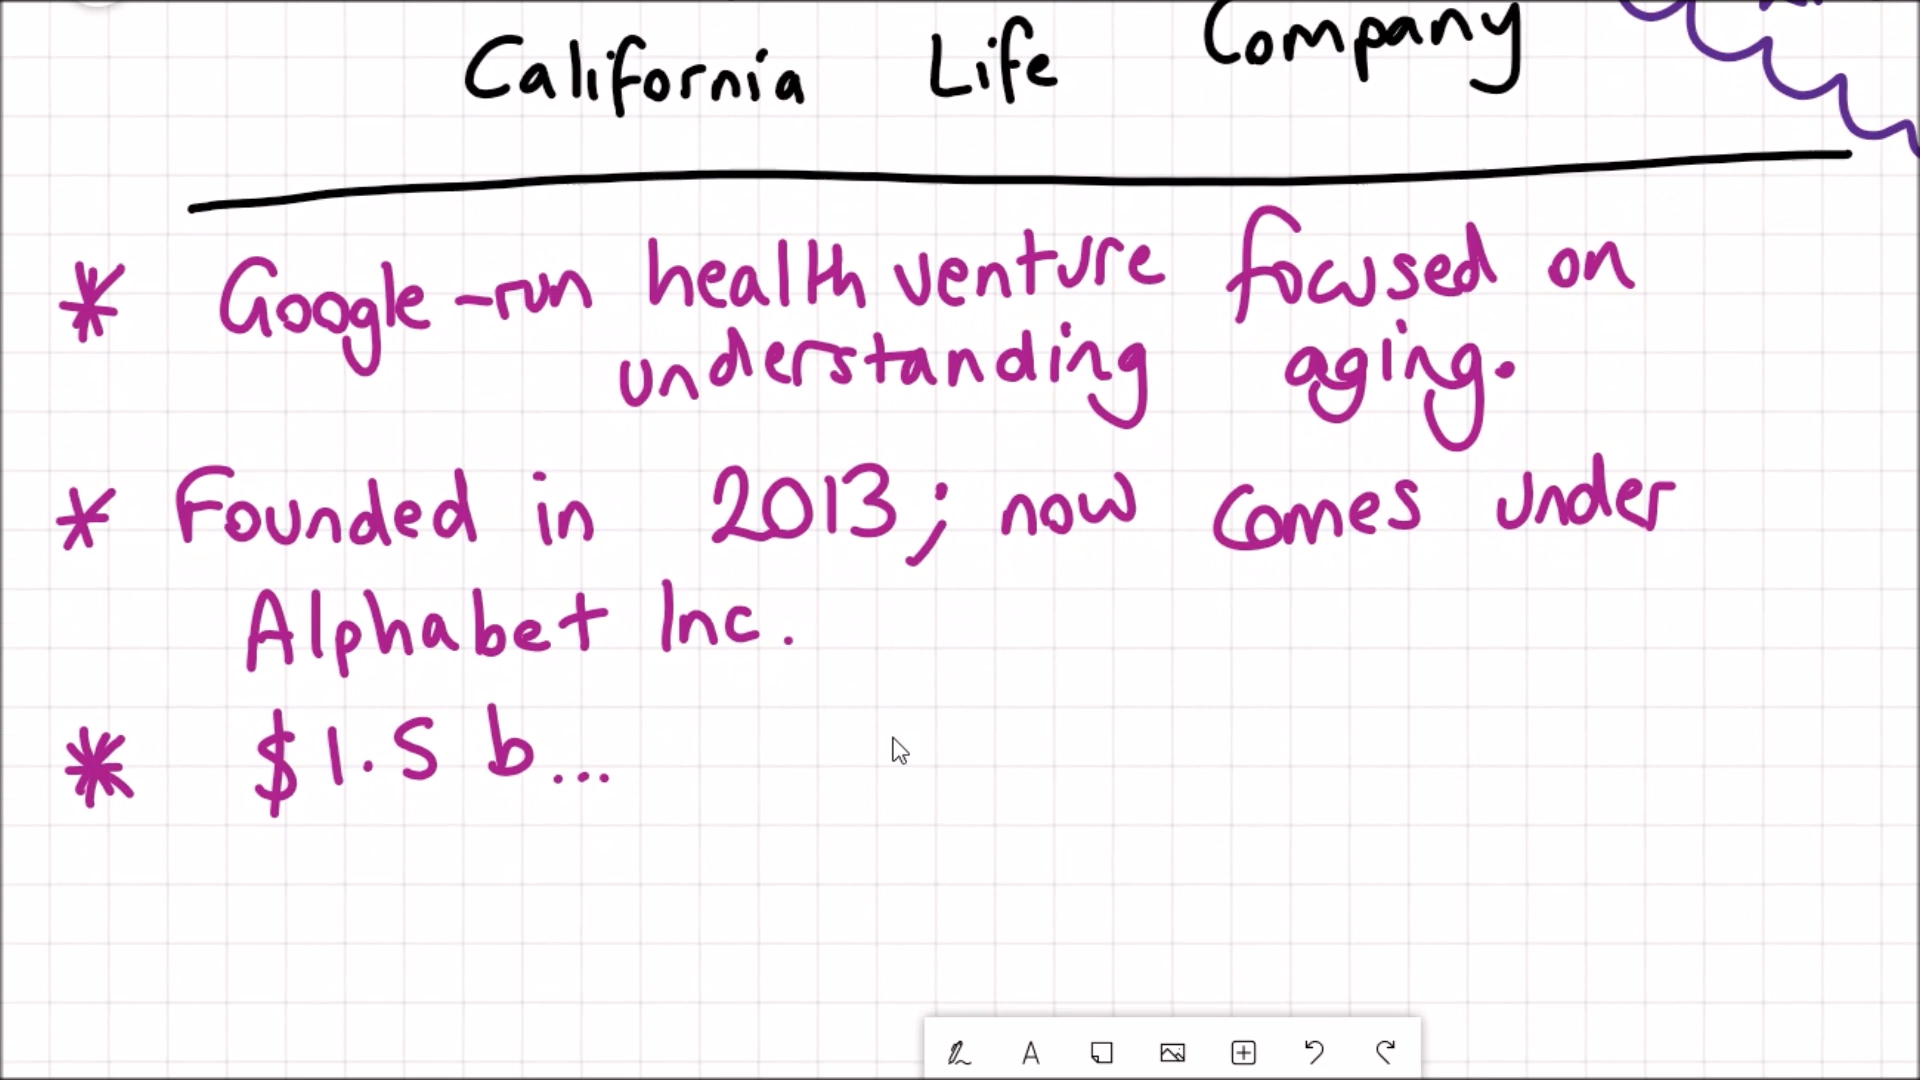 California Life Company
* Google-run health venture focused on
understanding aging.
* Founded in 2013; now comes under
Alphabet Inc.
* $1.5 b...
A